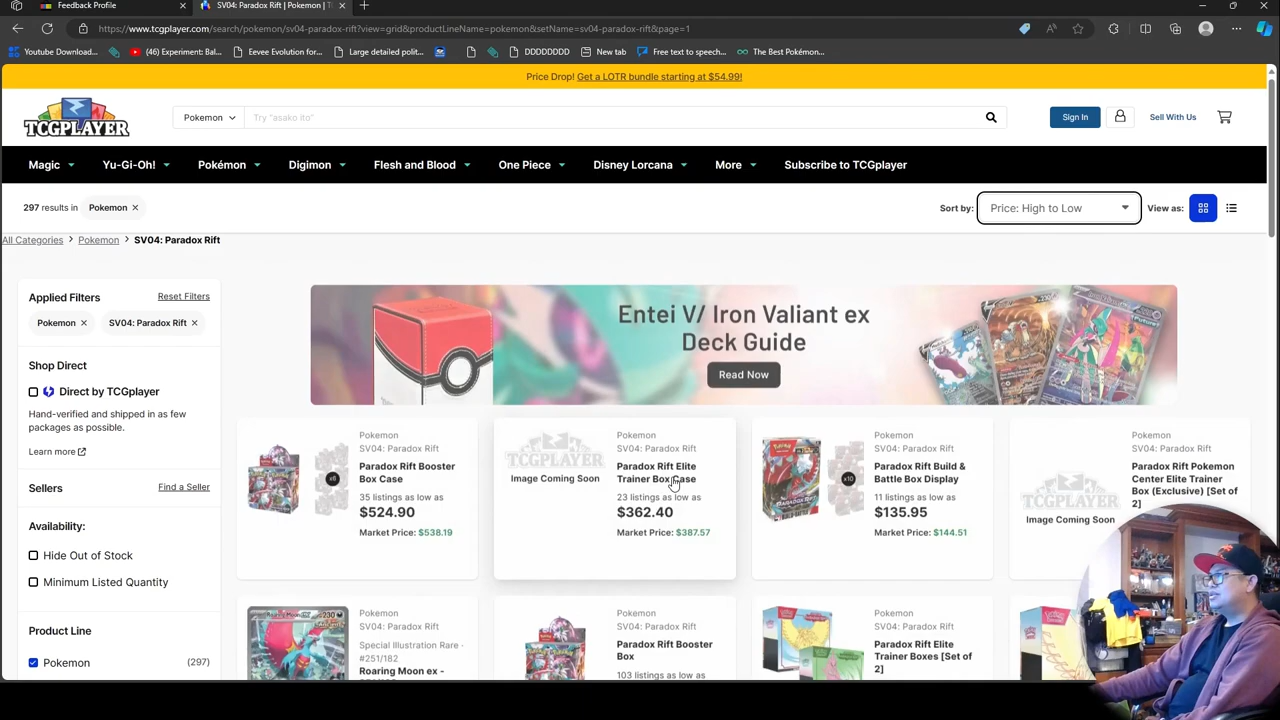 Feedback Profile
SV04: Paradox Rift | Pokemon | T
https://www.tcgplayer.com/search/pokemon/sv04-paradox-rift?view=grid&productLineName=pokemon&setName=sv04-paradox-rift&page=1
Youtube Download...
(46) Experiment: Bal...
Eevee Evolution for...
Large detailed polit...
DDDDDDDD
New tab
Free text to speech...
The Best Pokémon...
Price Drop! Get a LOTR bundle starting at $54.99!
TCGPLAYER
Pokemon
Try "asako ito"
Sign In
Sell With Us
Magic
Yu-Gi-Oh!
Pokémon
Digimon
Flesh and Blood
One Piece
Disney Lorcana
More
Subscribe to TCGplayer
297 results in
Pokemon
Sort by:
Price: High to Low
View as:
All Categories
Pokemon
SV04: Paradox Rift
Applied Filters
Reset Filters
Pokemon
SV04: Paradox Rift
Shop Direct
Direct by TCGplayer
Hand-verified and shipped in as few
packages as possible.
Learn more
Sellers
Find a Seller
Availability:
Hide Out of Stock
Minimum Listed Quantity
Product Line
Pokemon
(297)
Entei V/ Iron Valiant ex
Deck Guide
Read Now
x6
Pokemon
SV04: Paradox Rift
Paradox Rift Booster
Box Case
35 listings as low as
$524.90
Market Price: $538.19
TCGPLAYER
Image Coming Soon
Pokemon
SV04: Paradox Rift
Paradox Rift Elite
Trainer Box Case
23 listings as low as
$362.40
Market Price: $387.57
x10
Pokemon
SV04: Paradox Rift
Paradox Rift Build &
Battle Box Display
11 listings as low as
$135.95
Market Price: $144.51
TCGPLAYER
Image Coming Soon
Pokemon
SV04: Paradox Rift
Paradox Rift Pokemon
Center Elite Trainer
Box (Exclusive) [Set of
2]
Pokemon
SV04: Paradox Rift
Special Illustration Rare ·
#251/182
Roaring Moon ex -
Pokemon
SV04: Paradox Rift
Paradox Rift Booster
Box
103 listings as low as
Pokemon
SV04: Paradox Rift
Paradox Rift Elite
Trainer Boxes [Set of
2]